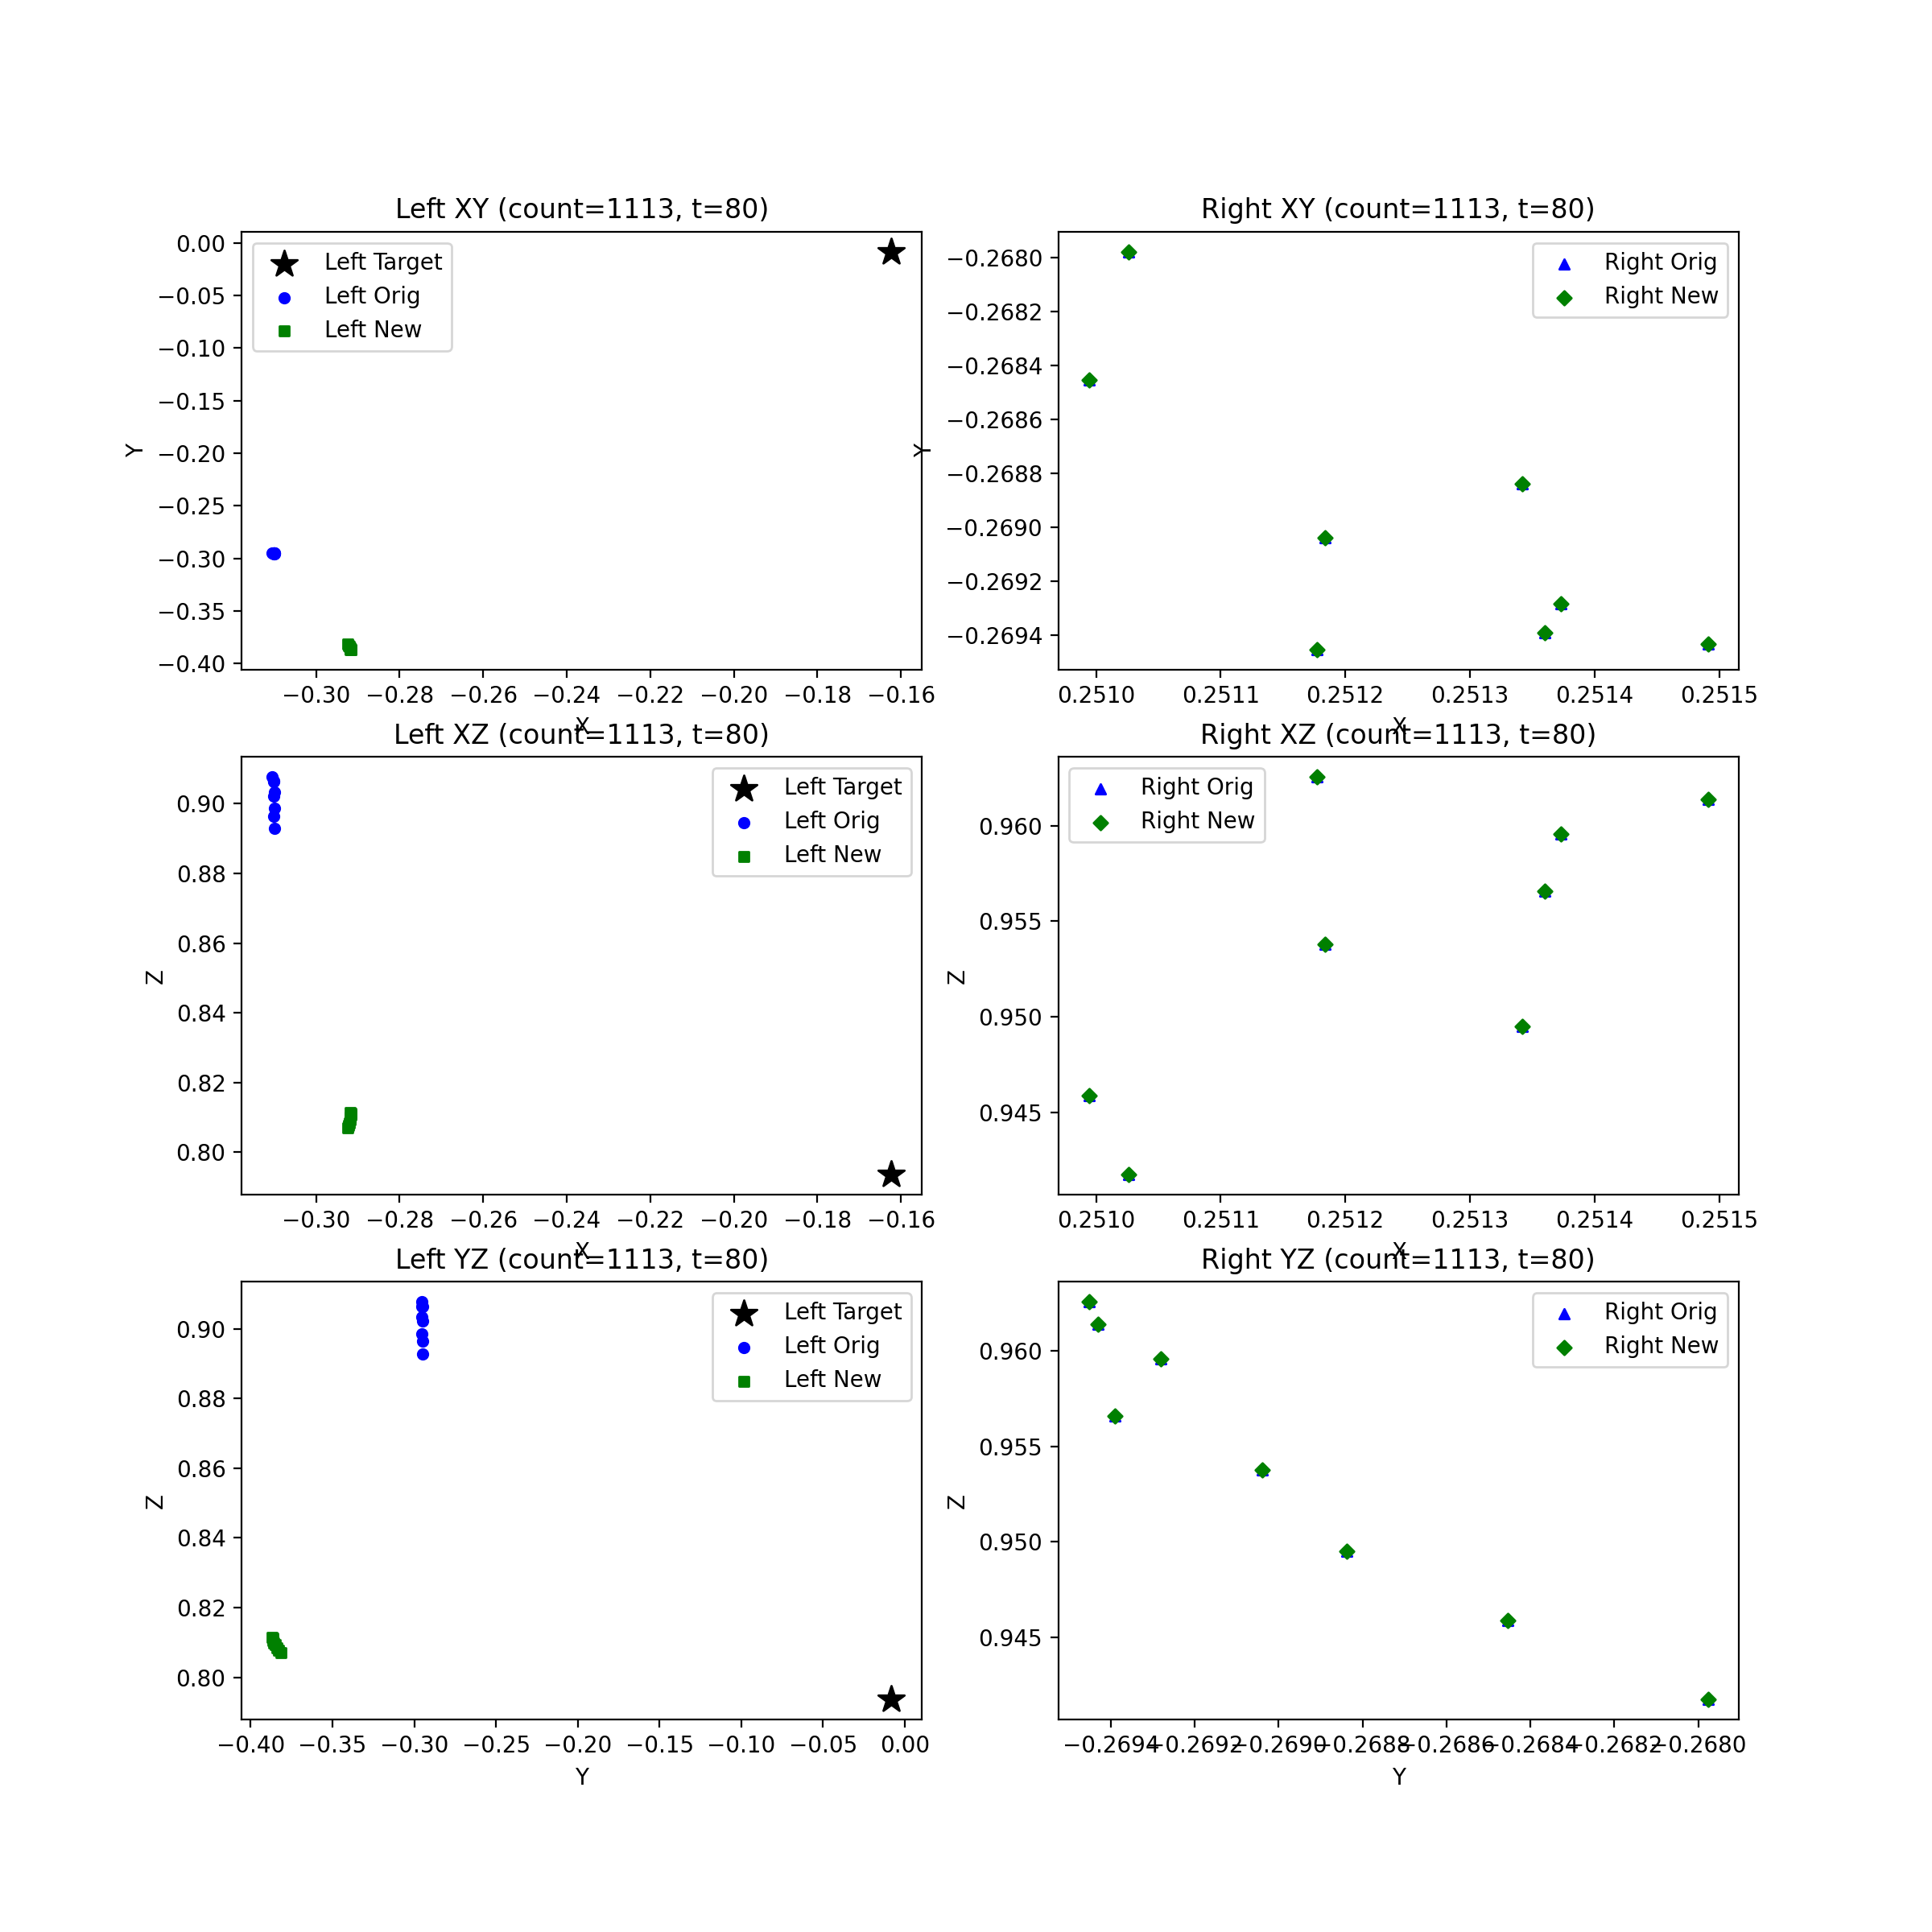 Left XY (count=1113, t=80)
0.00
−0.05
−0.10
−0.15
−0.20
−0.25
−0.30
−0.35
−0.40
Y
Left Target
Left Orig
Left New
−0.30 −0.28 −0.26 −0.24 −0.22 −0.20 −0.18 −0.16
X
Right XY (count=1113, t=80)
−0.2680
−0.2682
−0.2684
−0.2686
−0.2688
−0.2690
−0.2692
−0.2694
Y
Right Orig
Right New
0.2510 0.2511 0.2512 0.2513 0.2514 0.2515
X
Left XZ (count=1113, t=80)
0.90
0.88
0.86
0.84
0.82
0.80
Z
Left Target
Left Orig
Left New
−0.30 −0.28 −0.26 −0.24 −0.22 −0.20 −0.18 −0.16
X
Right XZ (count=1113, t=80)
0.960
0.955
0.950
0.945
Z
Right Orig
Right New
0.2510 0.2511 0.2512 0.2513 0.2514 0.2515
X
Left YZ (count=1113, t=80)
0.90
0.88
0.86
0.84
0.82
0.80
Z
Left Target
Left Orig
Left New
−0.40 −0.35 −0.30 −0.25 −0.20 −0.15 −0.10 −0.05 0.00
Y
Right YZ (count=1113, t=80)
0.960
0.955
0.950
0.945
Z
Right Orig
Right New
−0.2694 −0.2692 −0.2690 −0.2688 −0.2686 −0.2684 −0.2682 −0.2680
Y